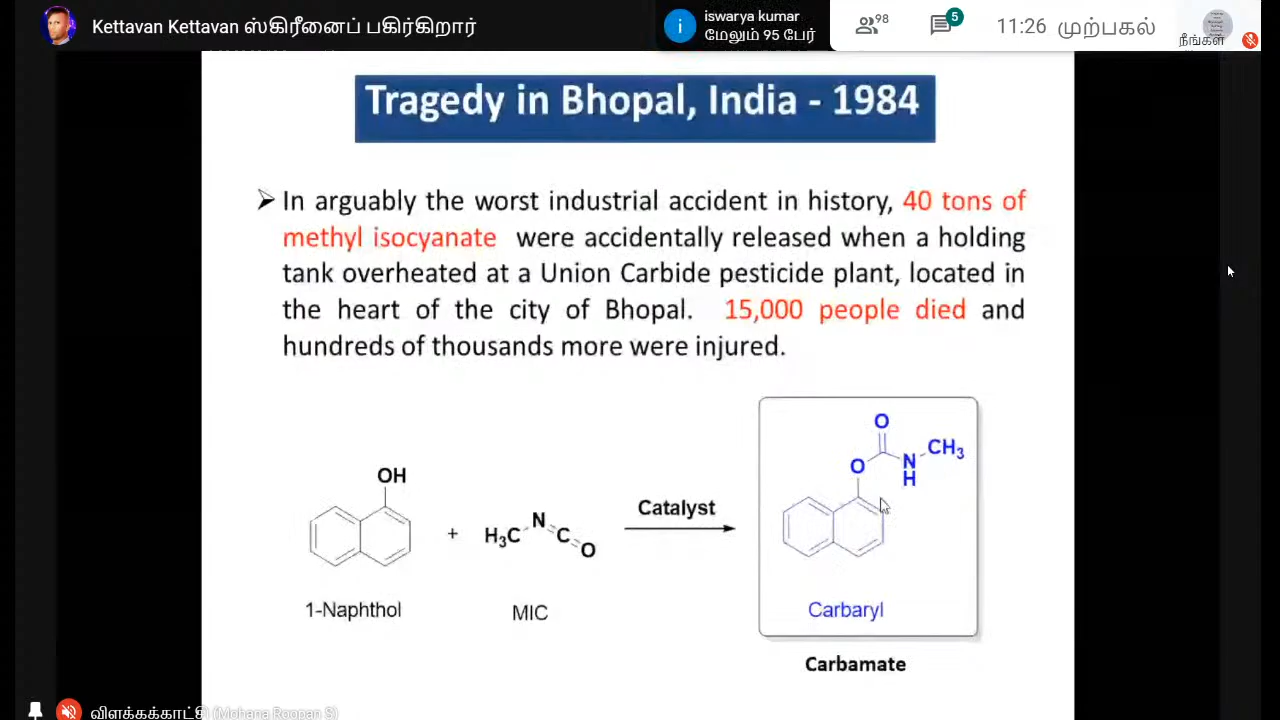 Kettavan Kettavan ஸ்கிரீனைப் பகிர்கிறார்
i
iswarya kumar
மேலும் 95 பேர்
98
5
11:26 முற்பகல்
நீங்கள்
Tragedy in Bhopal, India - 1984
In arguably the worst industrial accident in history, 40 tons of
methyl isocyanate were accidentally released when a holding
tank overheated at a Union Carbide pesticide plant, located in
the heart of the city of Bhopal. 15,000 people died and
hundreds of thousands more were injured.
OH
+
H3C N C O
Catalyst
O
O N H CH3
1-Naphthol
MIC
Carbaryl
Carbamate
(Mohana Roopan S)